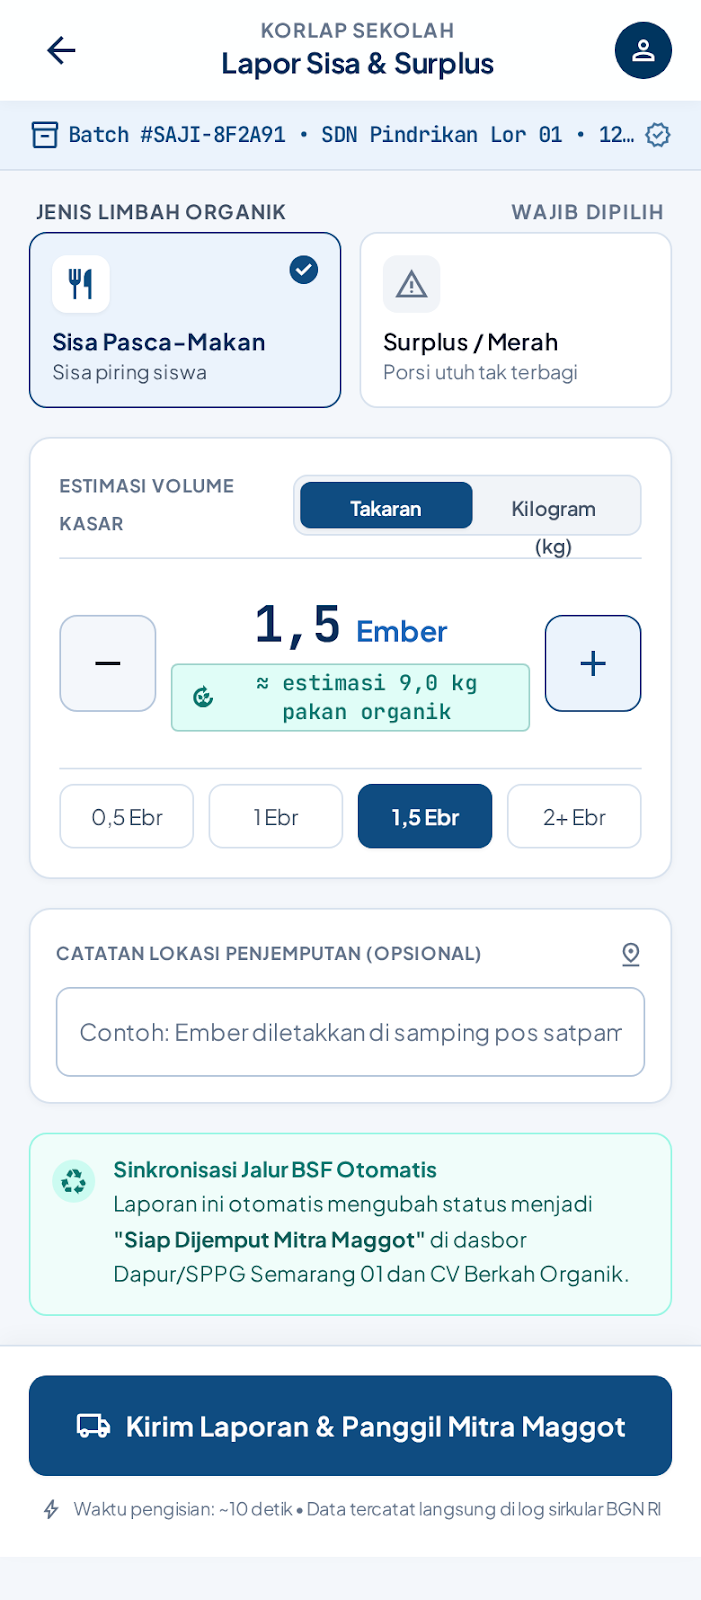 KORLAP SEKOLAH
Lapor Sisa & Surplus
Batch #SAJI-8F2A91 • SDN Pindrikan Lor 01 • 12…
JENIS LIMBAH ORGANIK
WAJIB DIPILIH
Sisa Pasca-Makan
Sisa piring siswa
Surplus / Merah
Porsi utuh tak terbagi
ESTIMASI VOLUME
KASAR
Takaran
Kilogram
(kg)
1,5 Ember
≈ estimasi 9,0 kg
pakan organik
0,5 Ebr
1 Ebr
1,5 Ebr
2+ Ebr
CATATAN LOKASI PENJEMPUTAN (OPSIONAL)
Contoh: Ember diletakkan di samping pos satpam
Sinkronisasi Jalur BSF Otomatis
Laporan ini otomatis mengubah status menjadi
"Siap Dijemput Mitra Maggot" di dasbor
Dapur/SPPG Semarang 01 dan CV Berkah Organik.
Kirim Laporan & Panggil Mitra Maggot
Waktu pengisian: ~10 detik • Data tercatat langsung di log sirkular BGN RI